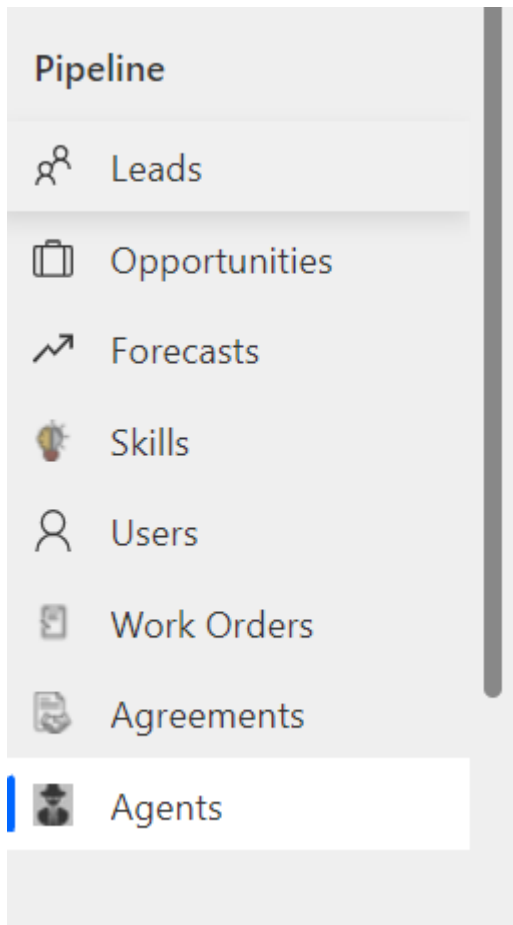 Pipeline
Leads
Opportunities
Forecasts
Skills
Users
Work Orders
Agreements
Agents